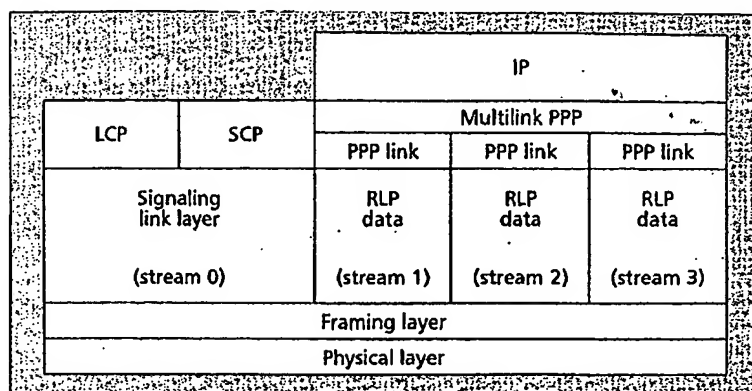 IP
Multilink PPP
LCP
SCP
PPP link
PPP link
PPP link
Signaling
link layer
(stream 0)
RLP
data
(stream 1)
RLP
data
(stream 2)
RLP
data
(stream 3)
Framing layer
Physical layer